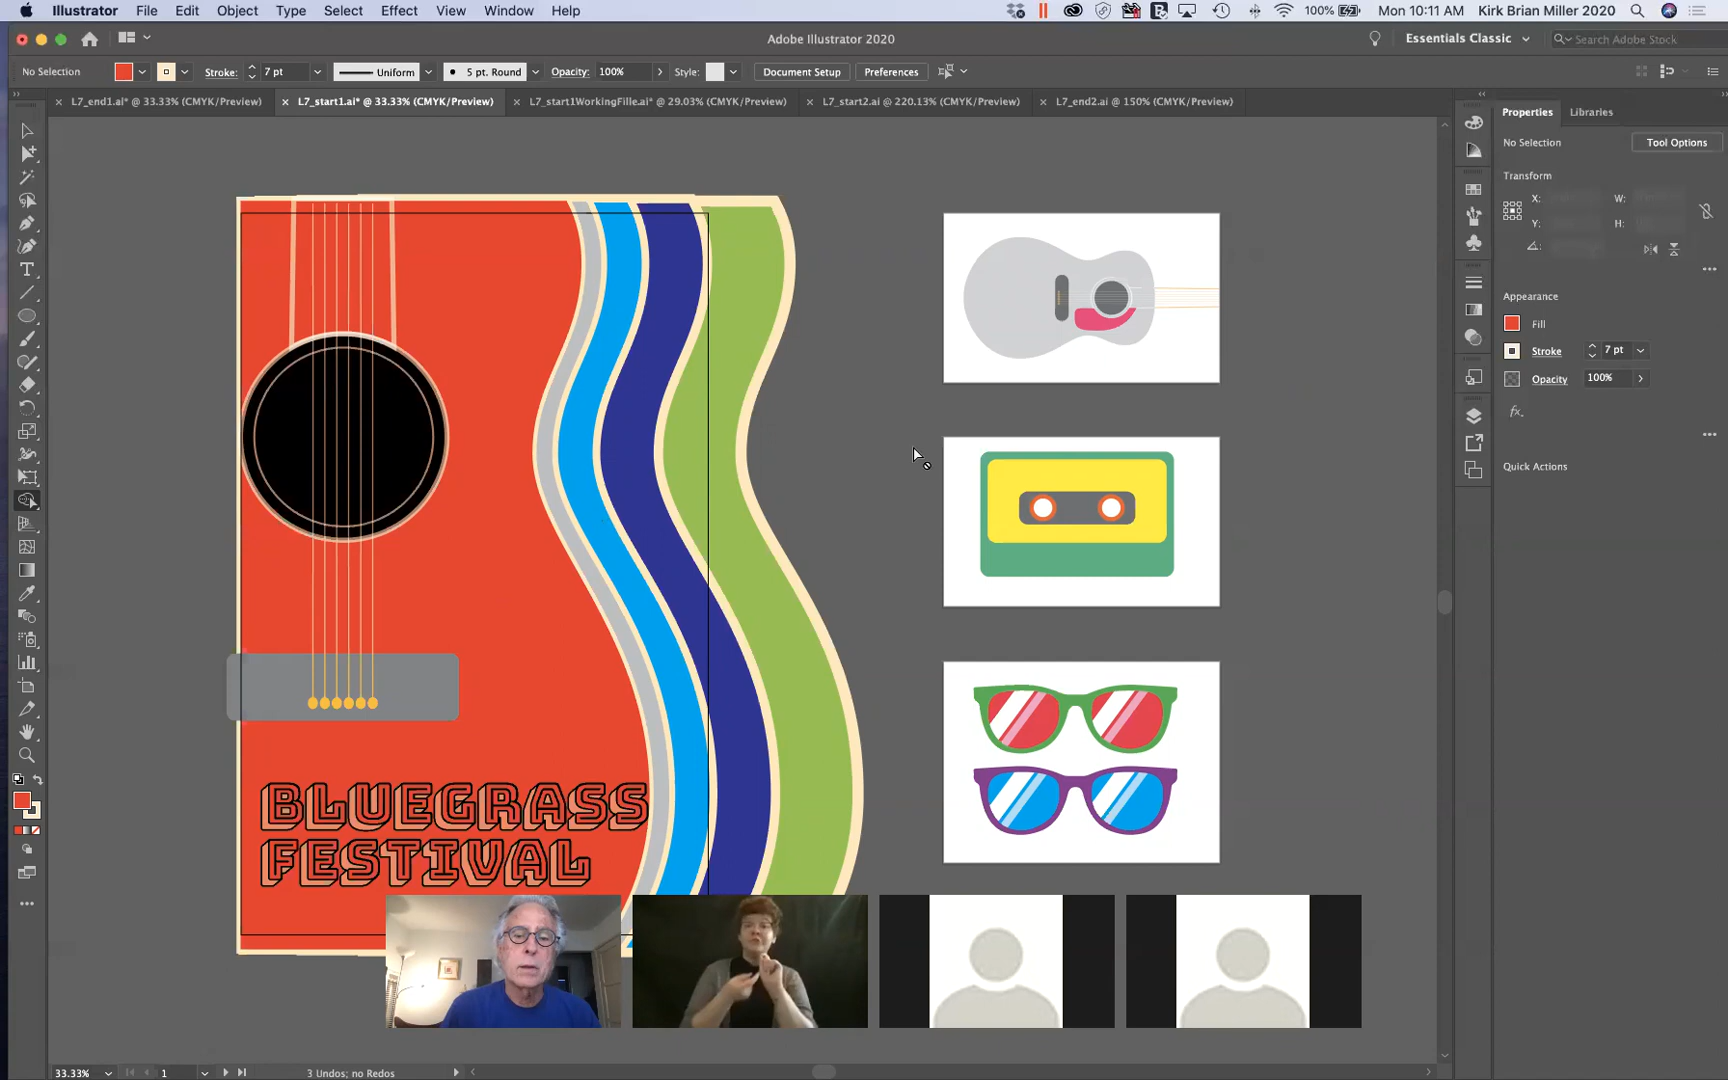 Illustrator File Edit Object Type Select Effect View Window Help 100% Mon 10:11 AM Kirk Brian Miller 2020
Adobe Illustrator 2020 Essentials Classic Search Adobe Stock
No Selection Stroke: 7 pt Uniform 5 pt. Round Opacity: 100% Style: Document Setup Preferences
L7_end1.aI* @ 33.33% (CMYK/Preview) L7_start1.ai* @ 33.33% (CMYK/Preview) L7_start1WorkingFille.ai* @ 29.03% (CMYK/Preview) L7_start2.ai @ 220.13% (CMYK/Preview) L7_end2.ai @ 150% (CMYK/Preview)
Properties Libraries
No Selection Tool Options
Transform
X: W:
Y: H:
Appearance
Fill
Stroke 7 pt
Opacity 100%
fx.
Quick Actions
BLUEGRASS
FESTIVAL
33.33% 1 3 Undos; no Redos